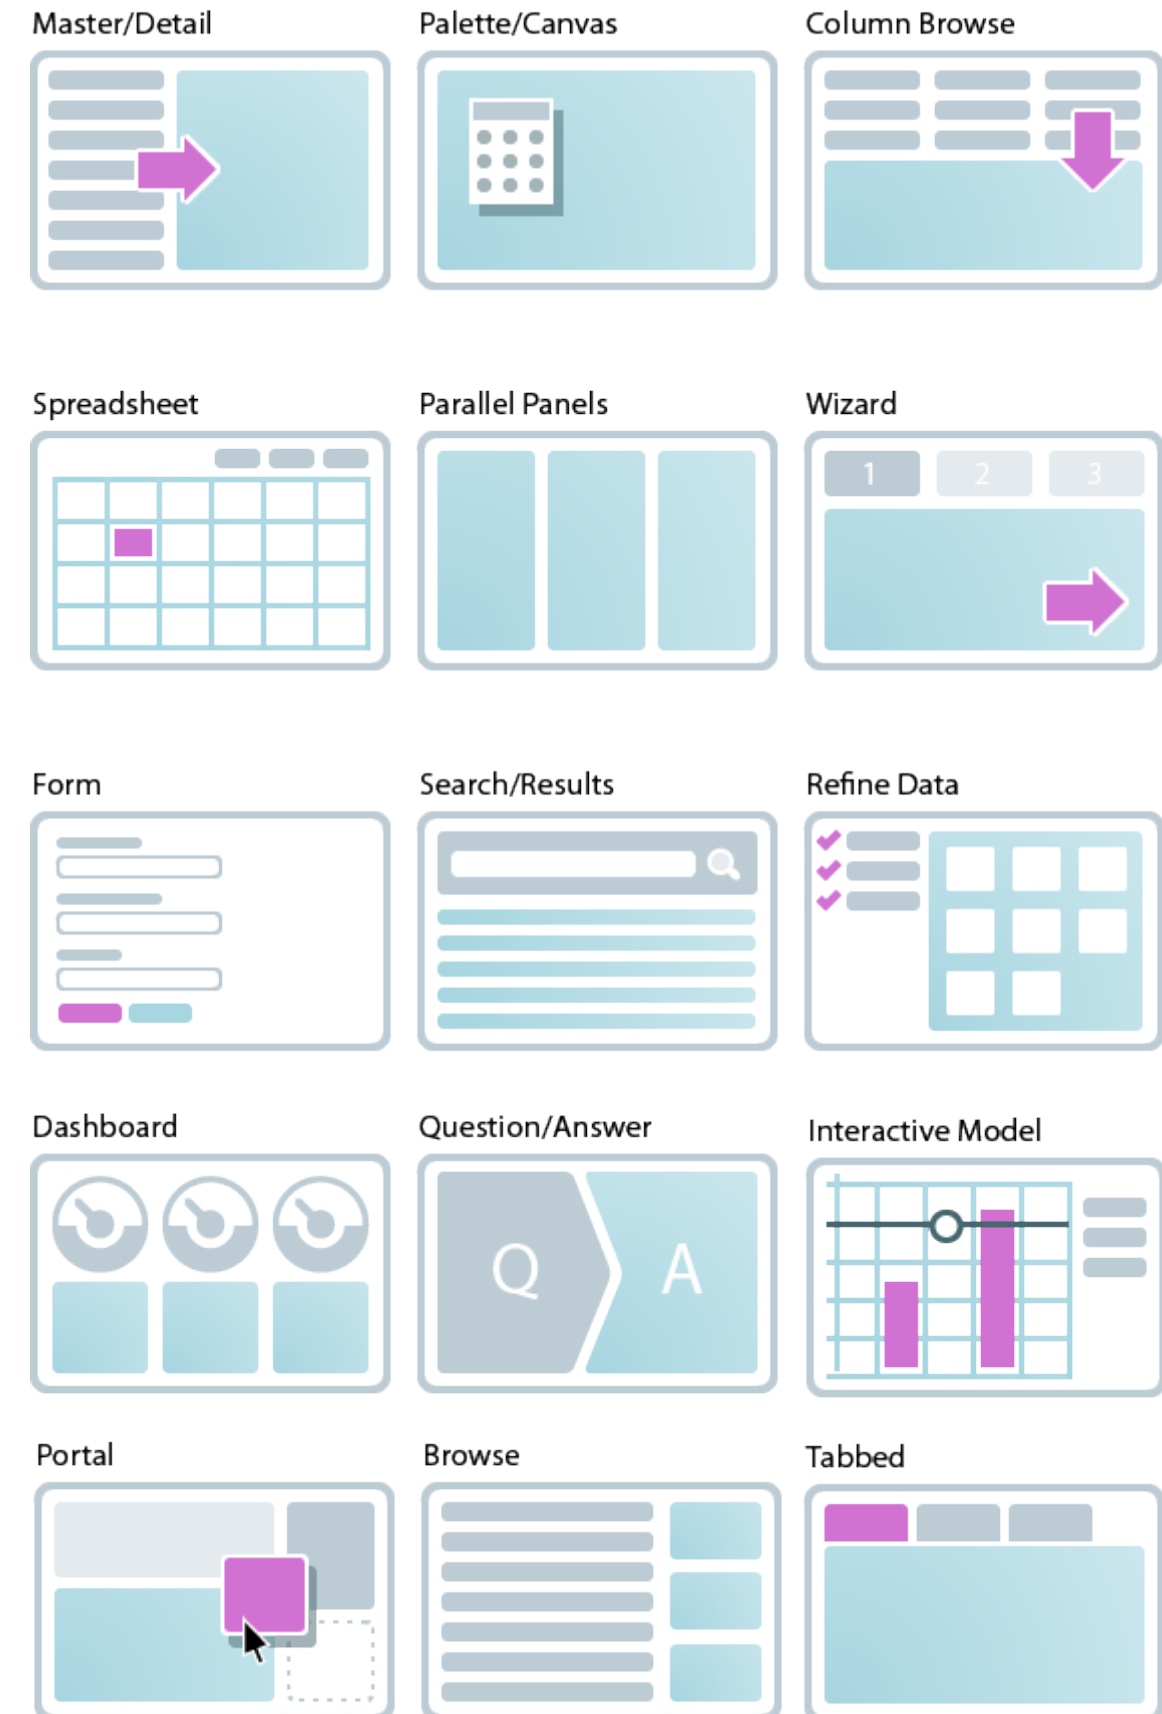 Master/Detail
Palette/Canvas
Column Browse
Spreadsheet
Parallel Panels
Wizard
1
2
3
Form
Search/Results
Refine Data
Dashboard
Question/Answer
Interactive Model
Q
A
Portal
Browse
Tabbed